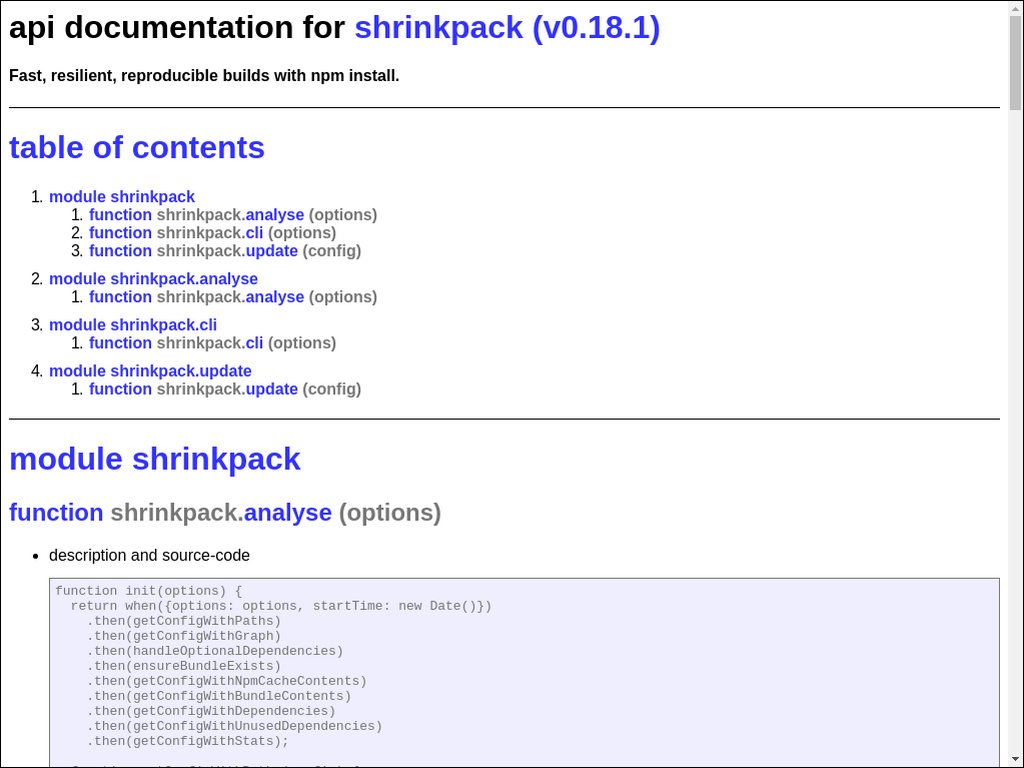 api documentation for shrinkpack (v0.18.1)
Fast, resilient, reproducible builds with npm install.
table of contents
1. module shrinkpack
1. function shrinkpack.analyse (options)
2. function shrinkpack.cli (options)
3. function shrinkpack.update (config)
2. module shrinkpack.analyse
1. function shrinkpack.analyse (options)
3. module shrinkpack.cli
1. function shrinkpack.cli (options)
4. module shrinkpack.update
1. function shrinkpack.update (config)
module shrinkpack
function shrinkpack.analyse (options)
• description and source-code
function init(options) {
  return when({options: options, startTime: new Date()})
    .then(getConfigWithPaths)
    .then(getConfigWithGraph)
    .then(handleOptionalDependencies)
    .then(ensureBundleExists)
    .then(getConfigWithNpmCacheContents)
    .then(getConfigWithBundleContents)
    .then(getConfigWithDependencies)
    .then(getConfigWithUnusedDependencies)
    .then(getConfigWithStats);